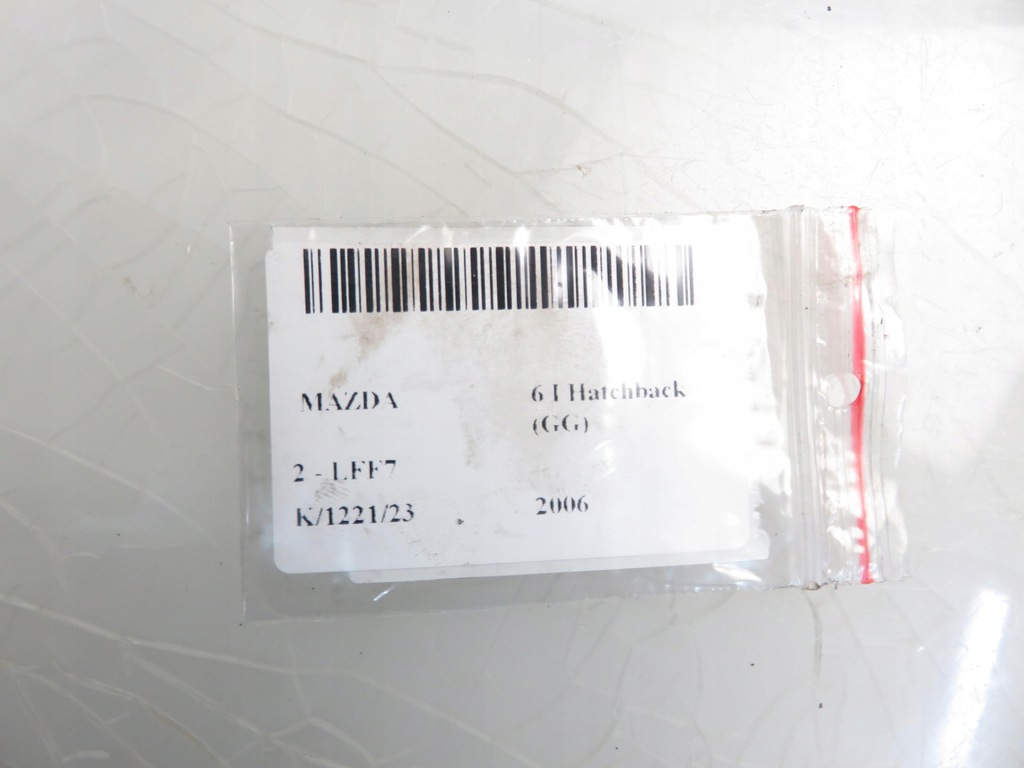 MAZDA 6 I Hatchback
(GG)
2 - LFF7
K/1221/23 2006